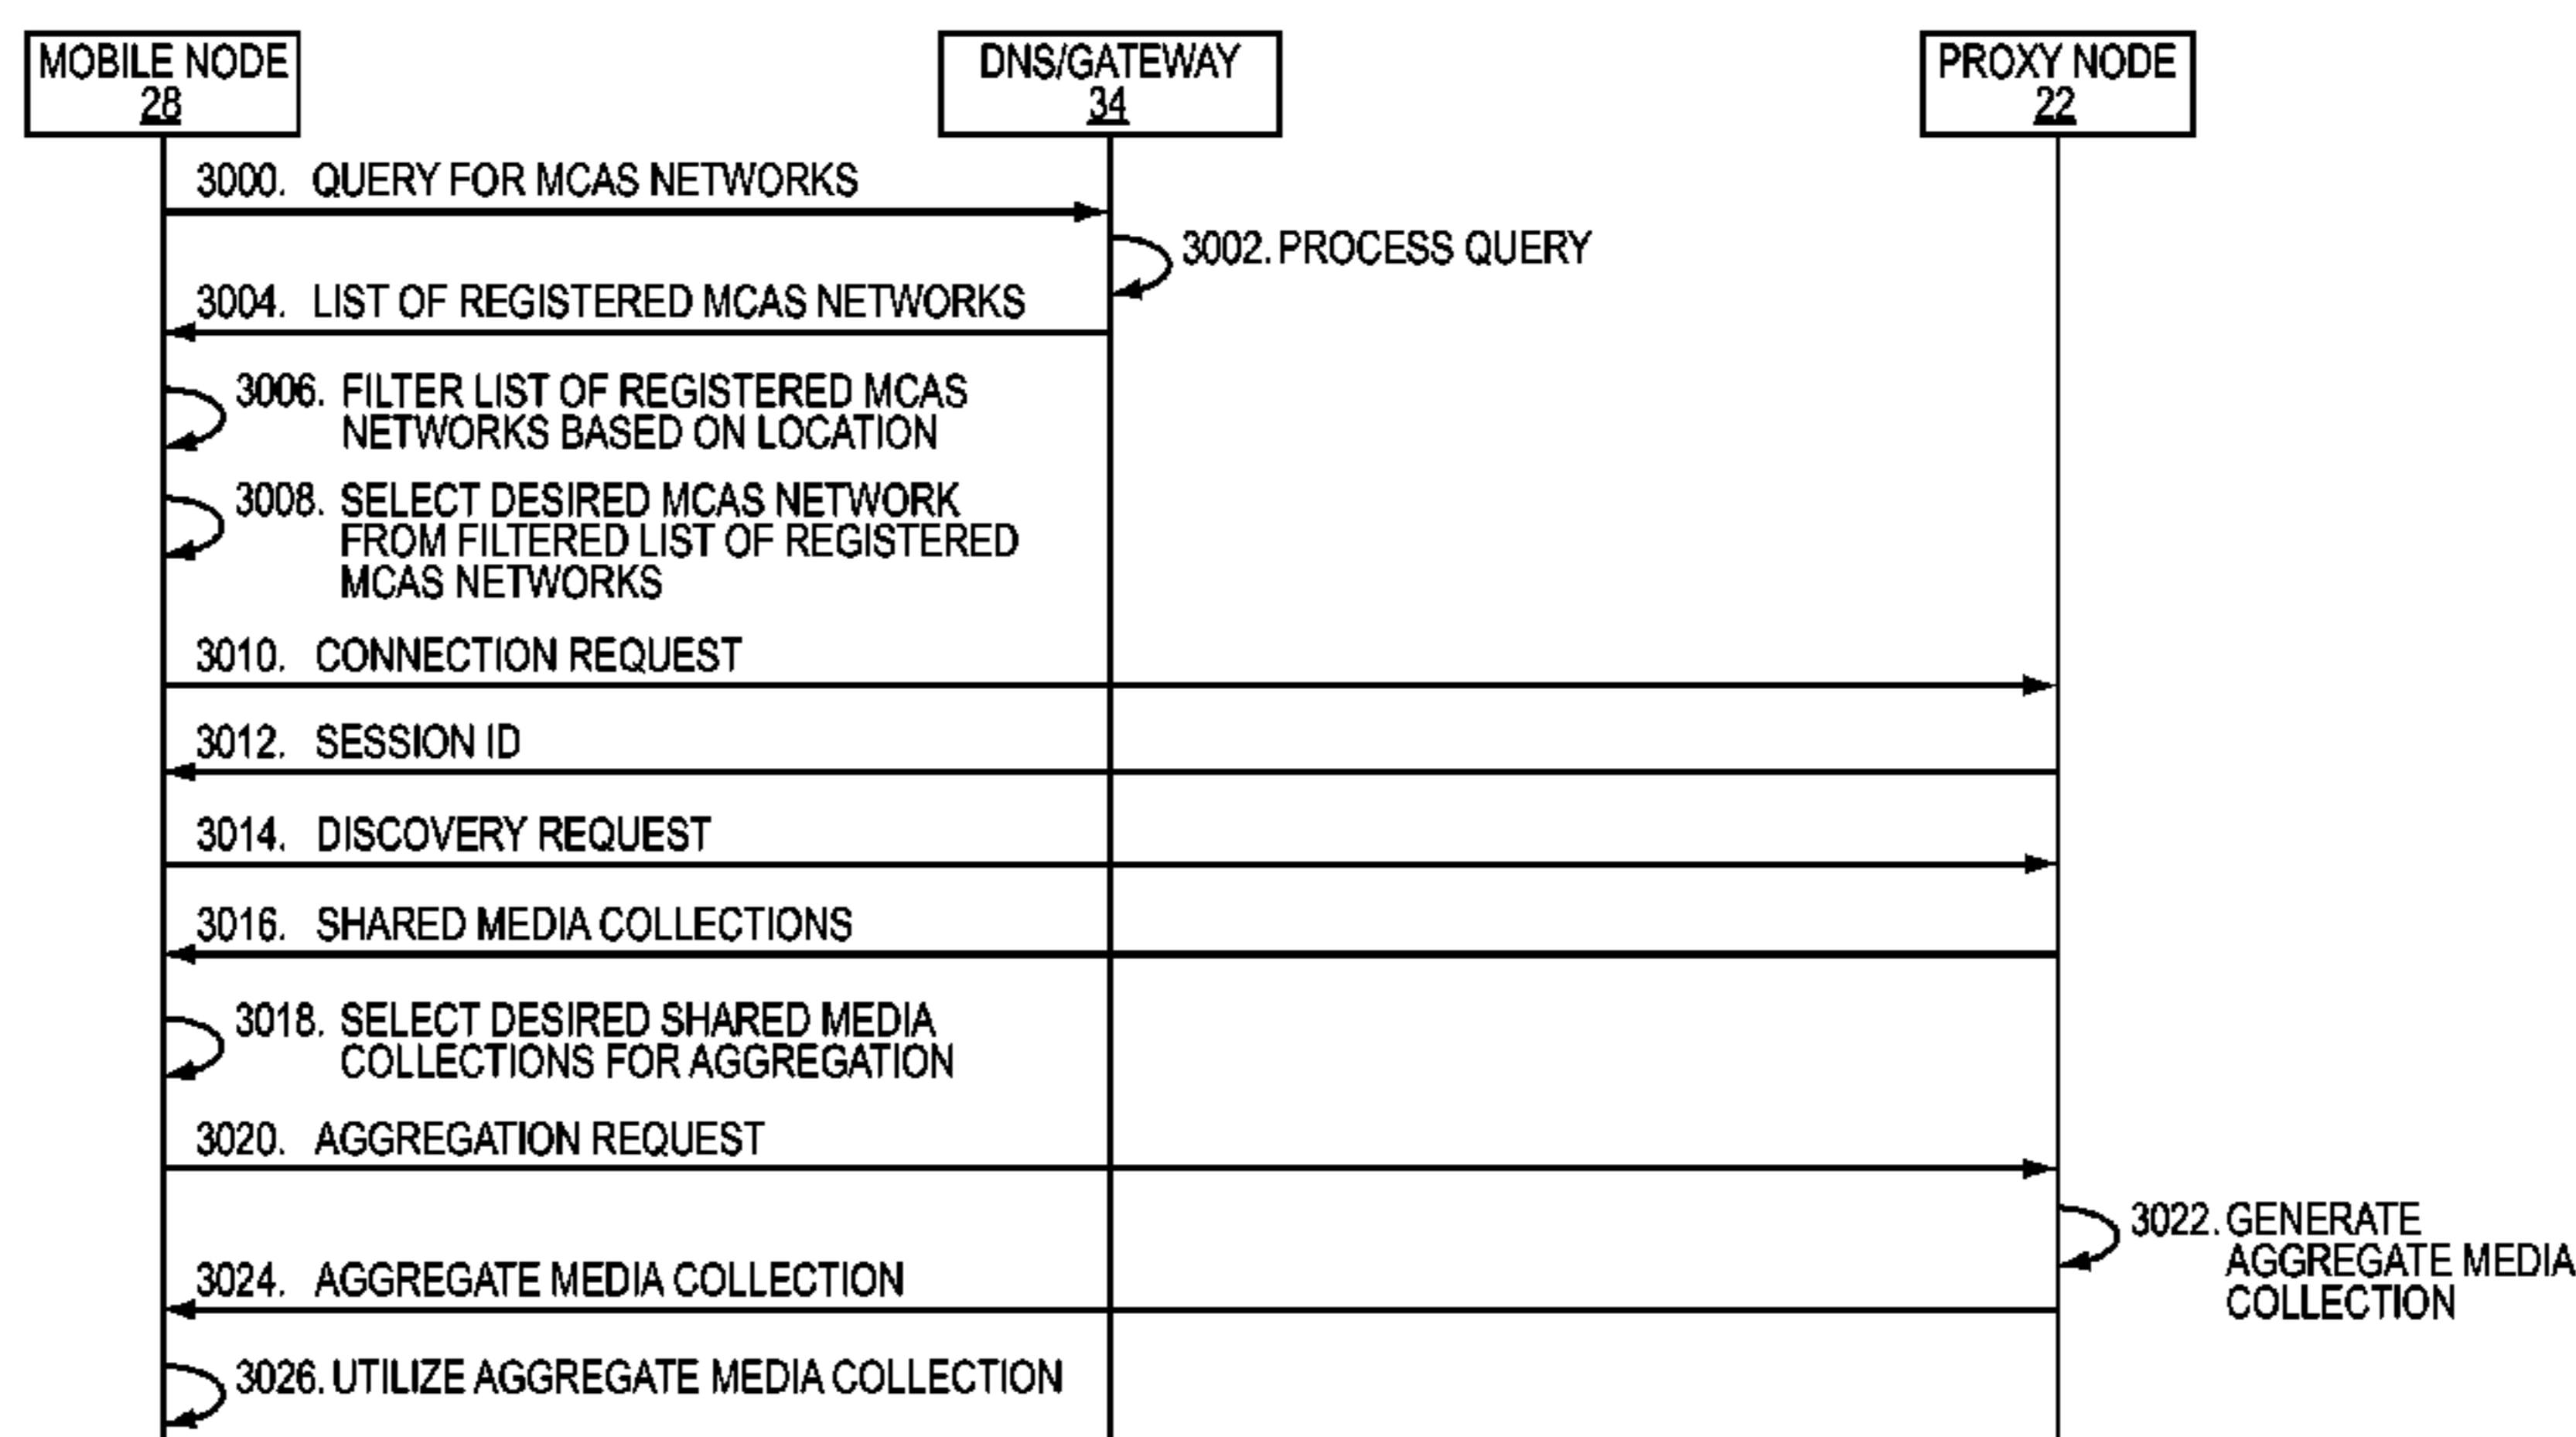 MOBILE NODE
28
DNS/GATEWAY
34
PROXY NODE
22
3000. QUERY FOR MCAS NETWORKS
3002. PROCESS QUERY
3004. LIST OF REGISTERED MCAS NETWORKS
3006. FILTER LIST OF REGISTERED MCAS
NETWORKS BASED ON LOCATION
3008. SELECT DESIRED MCAS NETWORK
FROM FILTERED LIST OF REGISTERED
MCAS NETWORKS
3010. CONNECTION REQUEST
3012. SESSION ID
3014. DISCOVERY REQUEST
3016. SHARED MEDIA COLLECTIONS
3018. SELECT DESIRED SHARED MEDIA
COLLECTIONS FOR AGGREGATION
3020. AGGREGATION REQUEST
3022. GENERATE
AGGREGATE MEDIA
COLLECTION
3024. AGGREGATE MEDIA COLLECTION
3026. UTILIZE AGGREGATE MEDIA COLLECTION